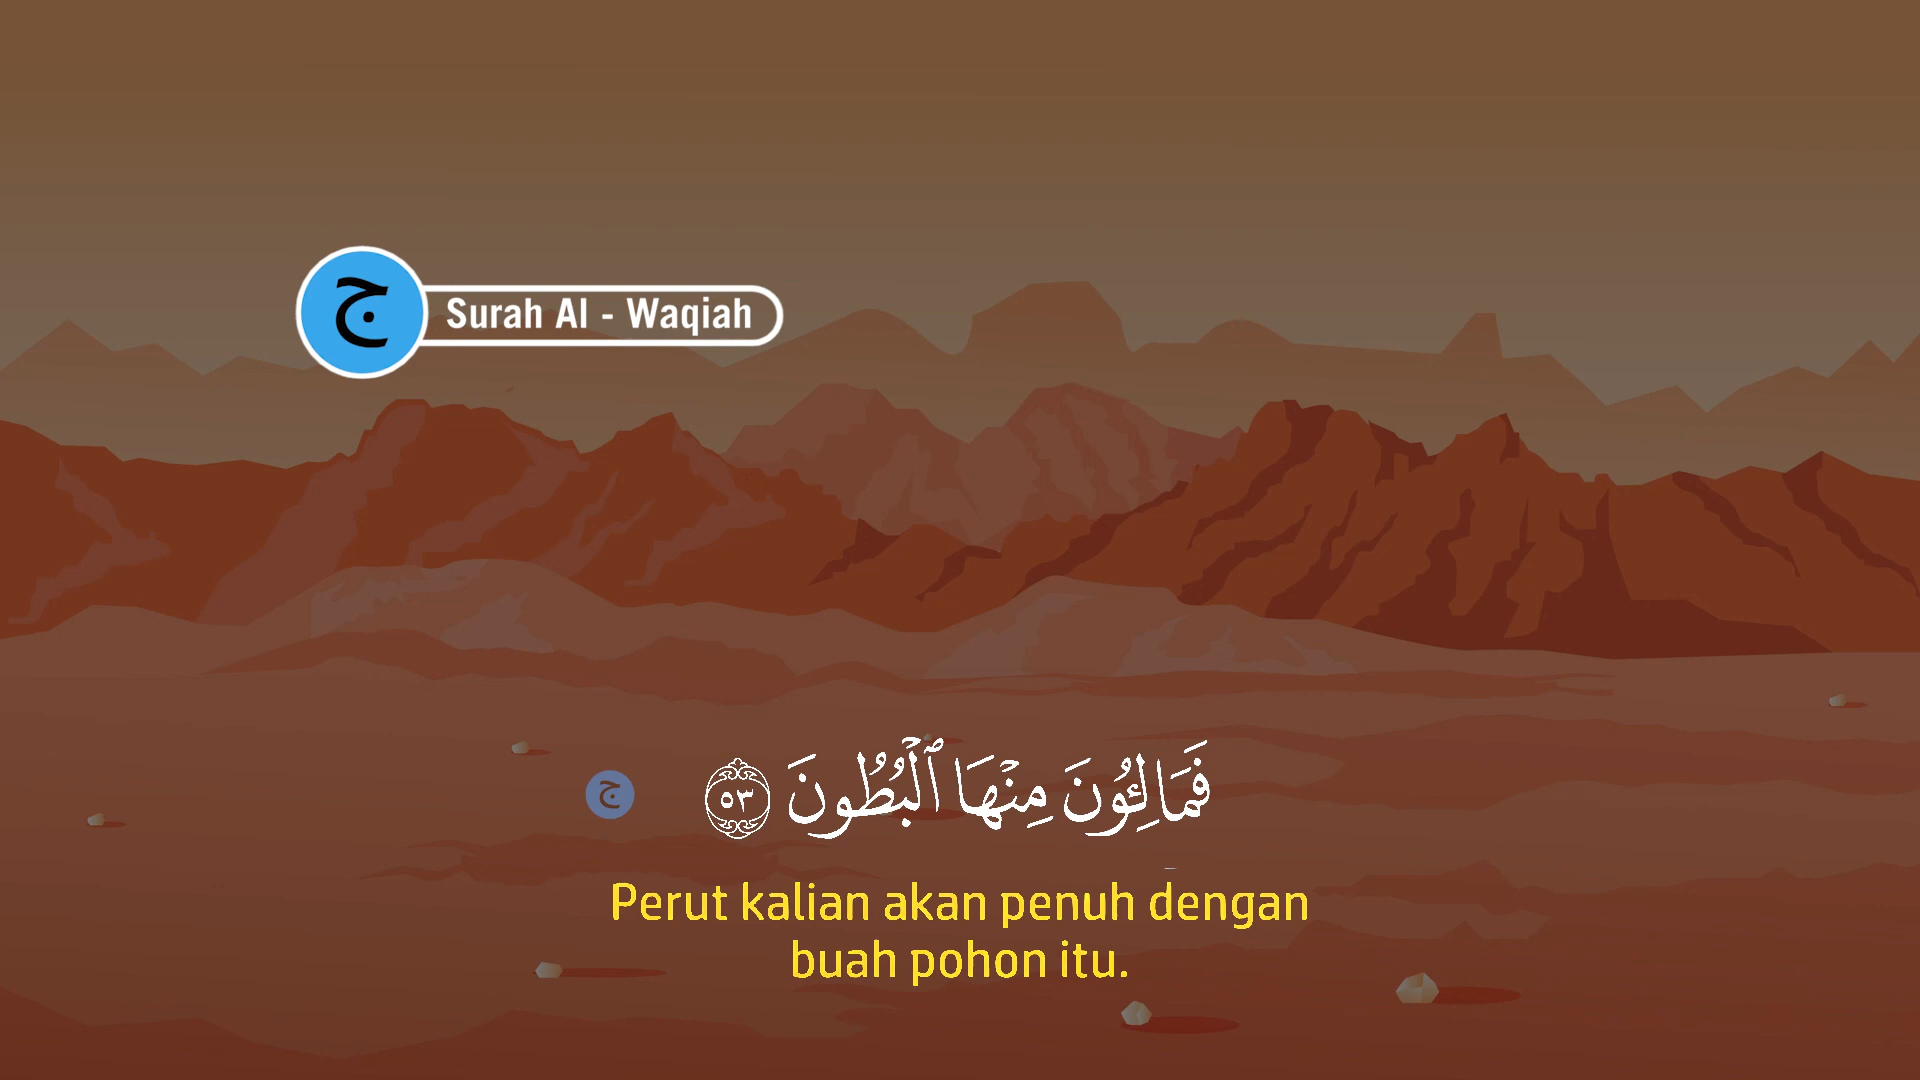 ج
Surah Al - Waqiah
فَمَالِـُٔونَ مِنۡهَا ٱلۡبُطُونَ ٥٣
ج
Perut kalian akan penuh dengan
buah pohon itu.